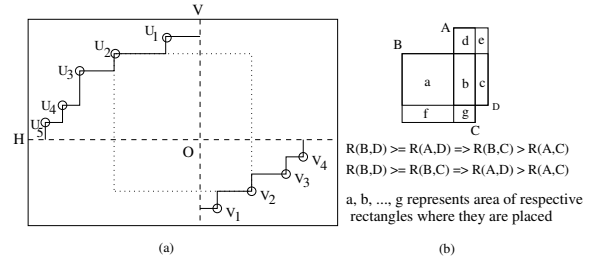 V
U1
U2
U3
U4
U5
H
O
V4
V3
V2
V1
(a)
A
d e
B
a b c
D
f g
C
R(B,D) >= R(A,D) => R(B,C) > R(A,C)
R(B,D) >= R(B,C) => R(A,D) > R(A,C)
a, b, ..., g represents area of respective
rectangles where they are placed
(b)